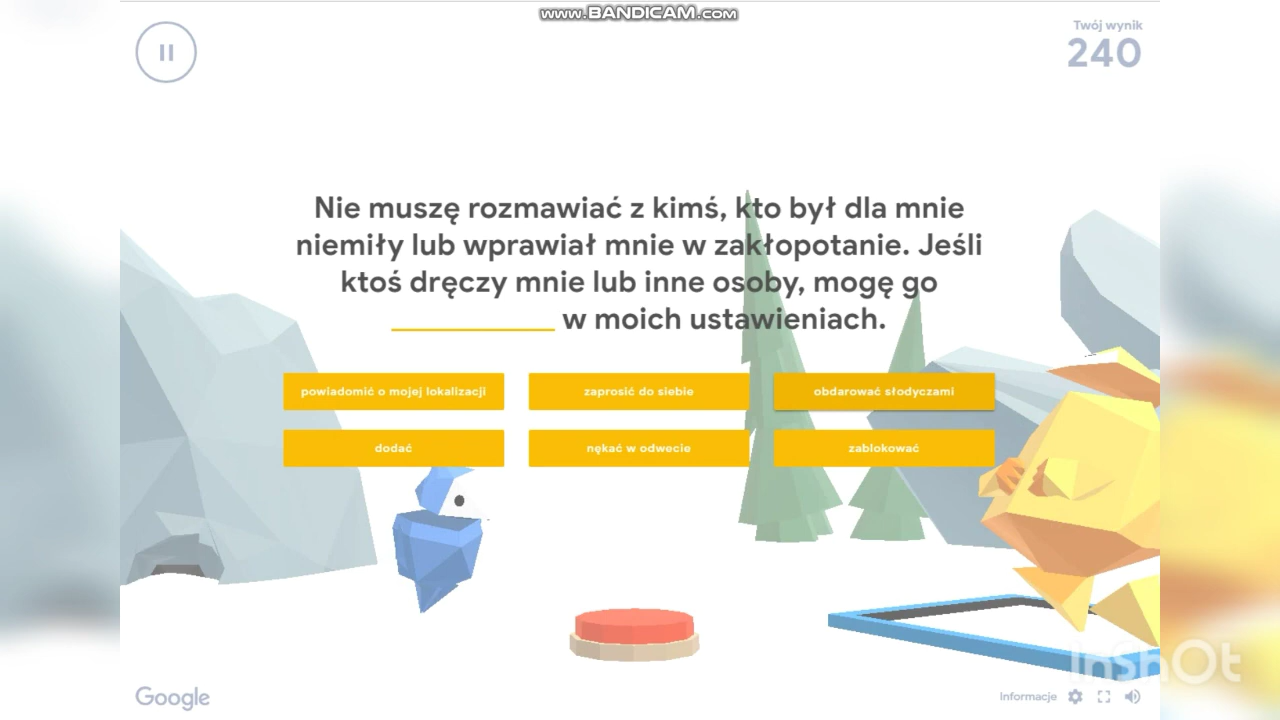 www.BANDICAM.com
Twój wynik
240
Nie muszę rozmawiać z kimś, kto był dla mnie
niemiły lub wprawiał mnie w zakłopotanie. Jeśli
ktoś dręczy mnie lub inne osoby, mogę go
____________ w moich ustawieniach.
powiadomić o mojej lokalizacji
zaprosić do siebie
obdarować słodyczami
dodać
nękać w odwecie
zablokować
InShOt
Google
Informacje